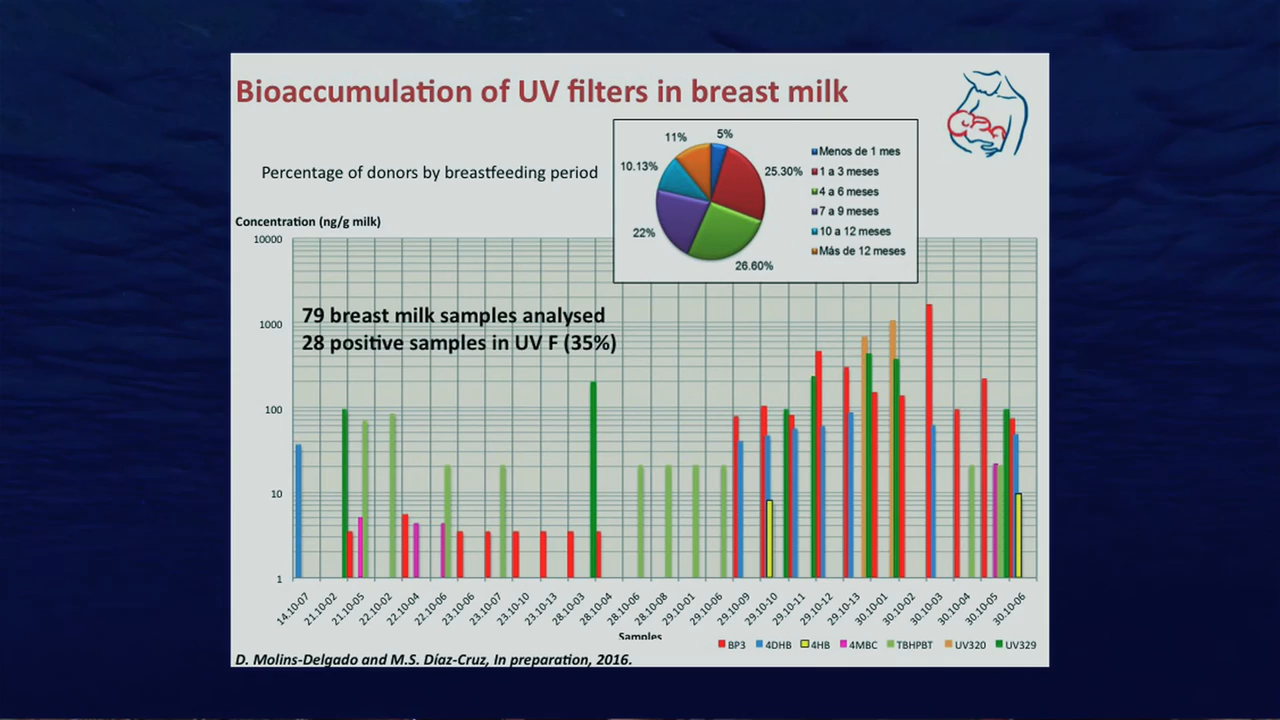 Bioaccumulation of UV filters in breast milk
Percentage of donors by breastfeeding period
11%
5%
10.13%
25.30%
22%
26.60%
Menos de 1 mes
1 a 3 meses
4 a 6 meses
7 a 9 meses
10 a 12 meses
Más de 12 meses
Concentration (ng/g milk)
10000
1000
100
10
1
79 breast milk samples analysed
28 positive samples in UV F (35%)
14.10-07
21.10-02
21.10-05
22.10-02
22.10-04
22.10-06
23.10-06
23.10-07
23.10-10
23.10-13
28.10-03
28.10-04
28.10-06
28.10-08
29.10-01
29.10-06
29.10-09
29.10-10
29.10-11
29.10-12
29.10-13
30.10-01
30.10-02
30.10-03
30.10-04
30.10-05
30.10-06
Samples
BP3 4DHB 4HB 4MBC TBHPBT UV320 UV329
D. Molins-Delgado and M.S. Díaz-Cruz, In preparation, 2016.